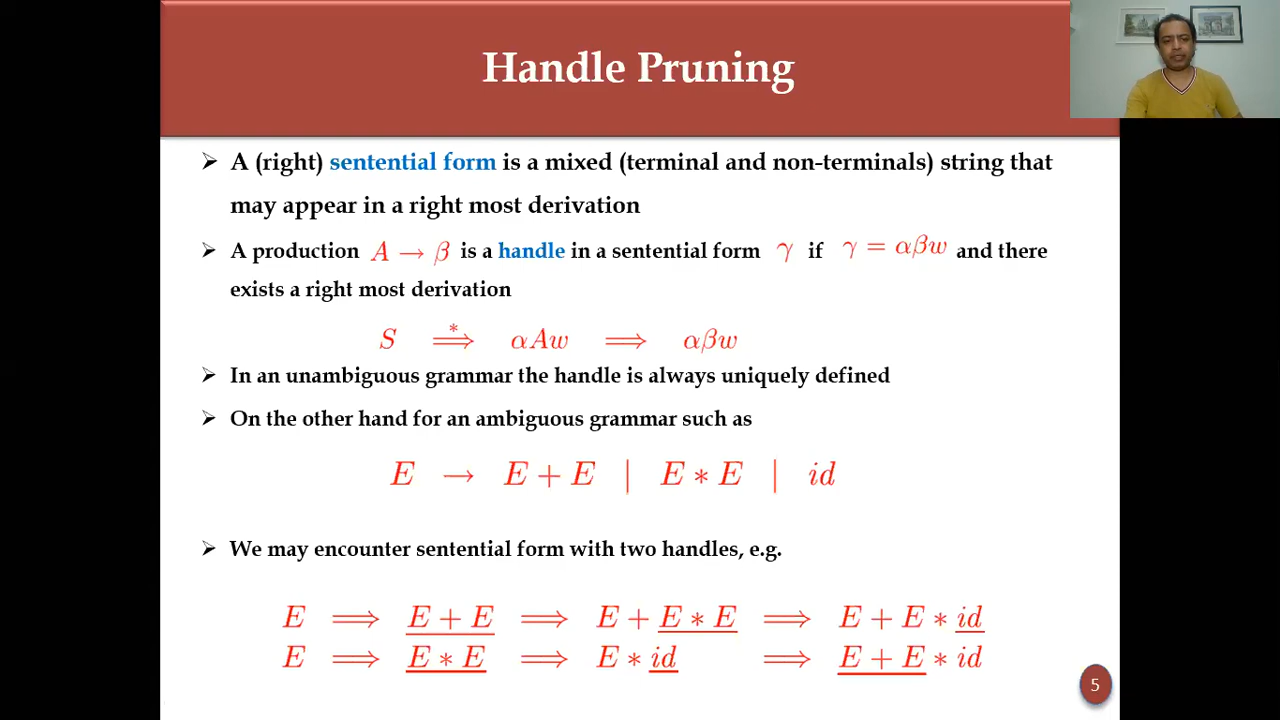 Handle Pruning
➢ A (right) sentential form is a mixed (terminal and non-terminals) string that
may appear in a right most derivation
➢ A production A → β is a handle in a sentential form γ if γ = αβw and there
exists a right most derivation
S ⟹* αAw ⟹ αβw
➢ In an unambiguous grammar the handle is always uniquely defined
➢ On the other hand for an ambiguous grammar such as
E → E + E | E ∗ E | id
➢ We may encounter sentential form with two handles, e.g.
E ⟹ E + E ⟹ E + E ∗ E ⟹ E + E ∗ id
E ⟹ E ∗ E ⟹ E ∗ id ⟹ E + E ∗ id
5